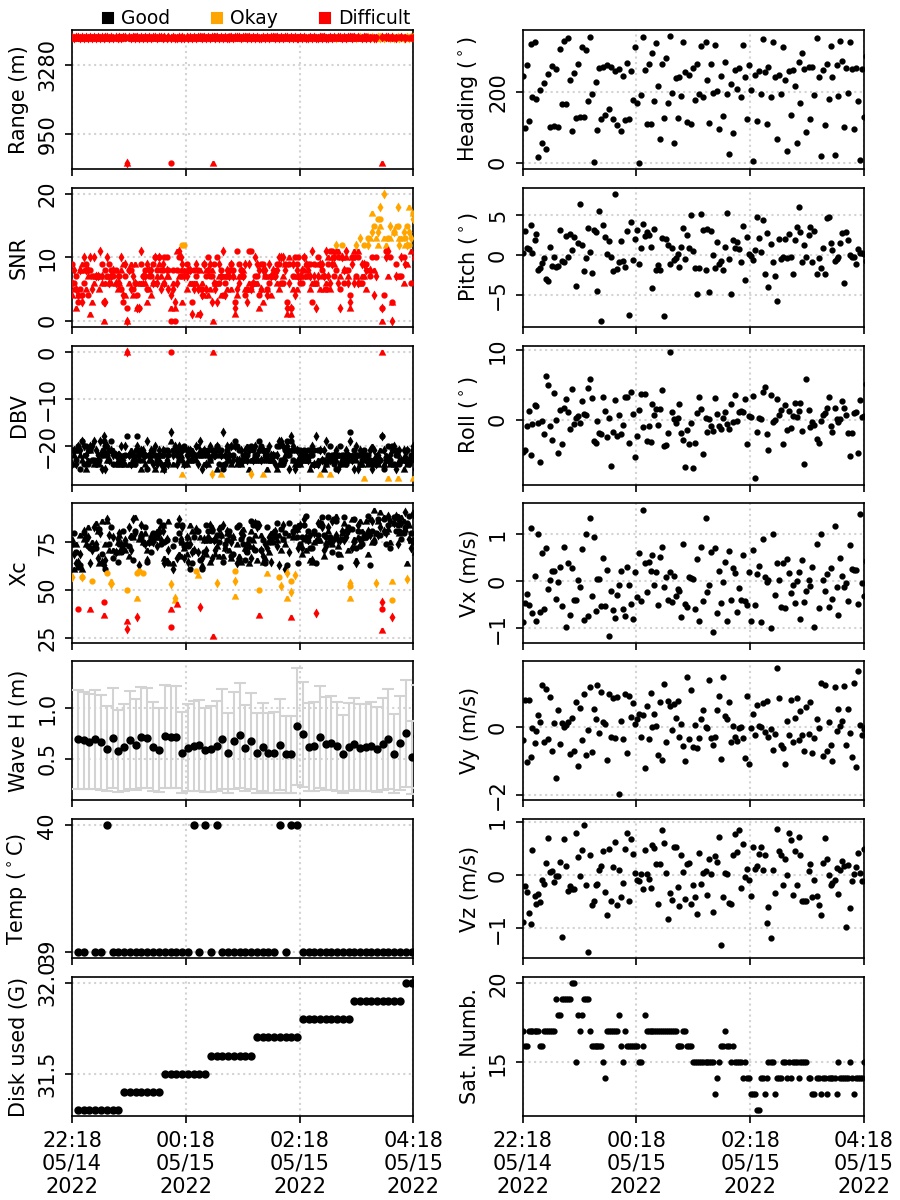 Good Okay Difficult
Range (m)
3280
950
Heading (°)
200
0
SNR
20
10
0
Pitch (°)
5
0
−5
DBV
0
−10
−20
Roll (°)
10
0
Xc
75
50
25
Vx (m/s)
1
0
−1
Wave H (m)
1.0
0.5
Vy (m/s)
0
−2
Temp (°C)
40
39
Vz (m/s)
1
0
−1
Disk used (G)
32.0
31.5
Sat. Numb.
20
15
22:18 00:18 02:18 04:18 22:18 00:18 02:18 04:18
05/14 05/15 05/15 05/15 05/14 05/15 05/15 05/15
2022 2022 2022 2022 2022 2022 2022 2022